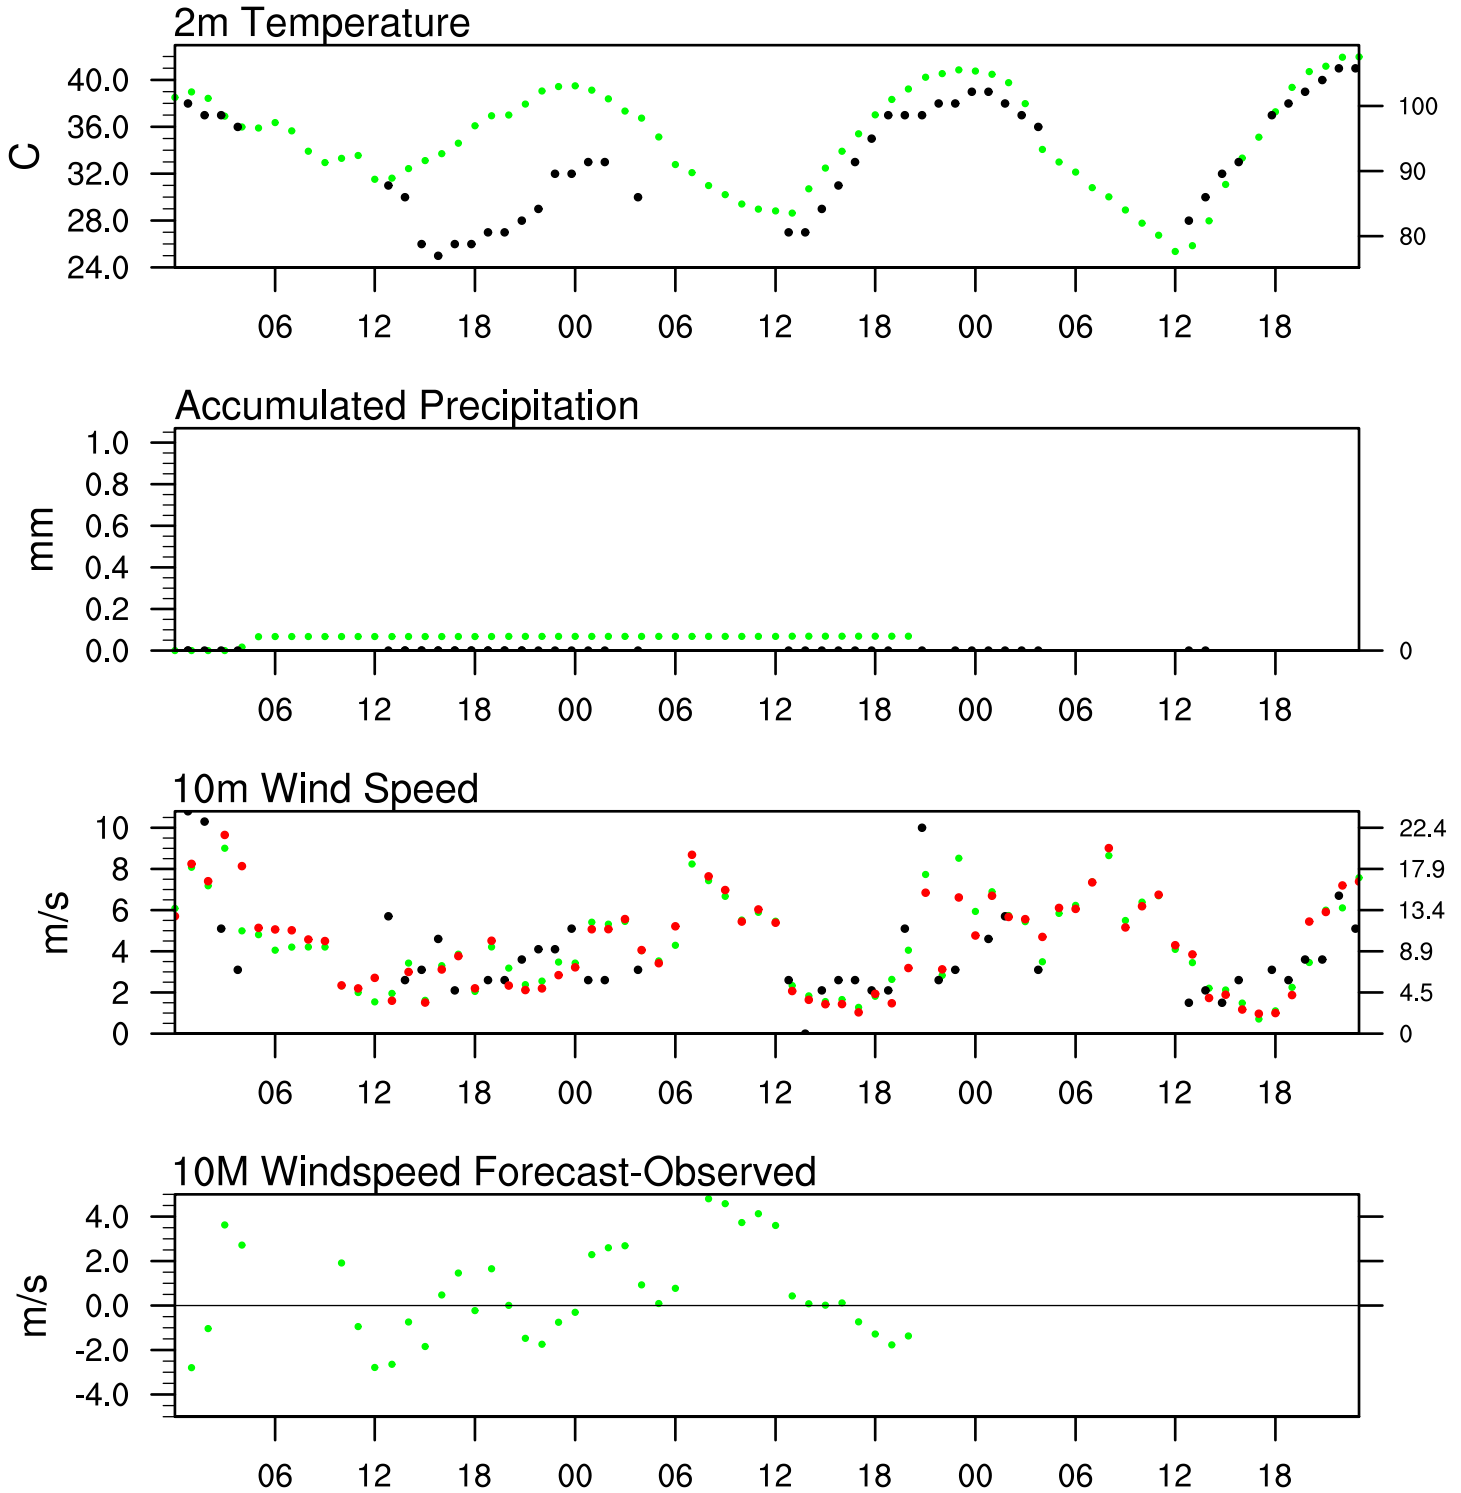 2m Temperature
C
40.0
36.0
32.0
28.0
24.0
100
90
80
06 12 18 00 06 12 18 00 06 12 18
Accumulated Precipitation
mm
1.0
0.8
0.6
0.4
0.2
0.0
0
06 12 18 00 06 12 18 00 06 12 18
10m Wind Speed
m/s
10
8
6
4
2
0
22.4
17.9
13.4
8.9
4.5
0
06 12 18 00 06 12 18 00 06 12 18
10M Windspeed Forecast-Observed
m/s
4.0
2.0
0.0
-2.0
-4.0
06 12 18 00 06 12 18 00 06 12 18